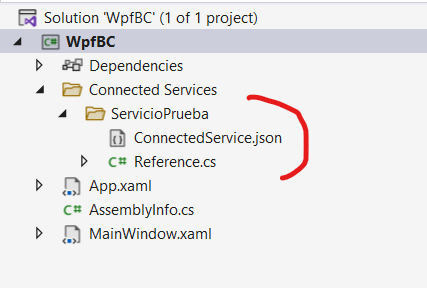 Solution 'WpfBC' (1 of 1 project)
WpfBC
Dependencies
Connected Services
ServicioPrueba
ConnectedService.json
Reference.cs
App.xaml
AssemblyInfo.cs
MainWindow.xaml